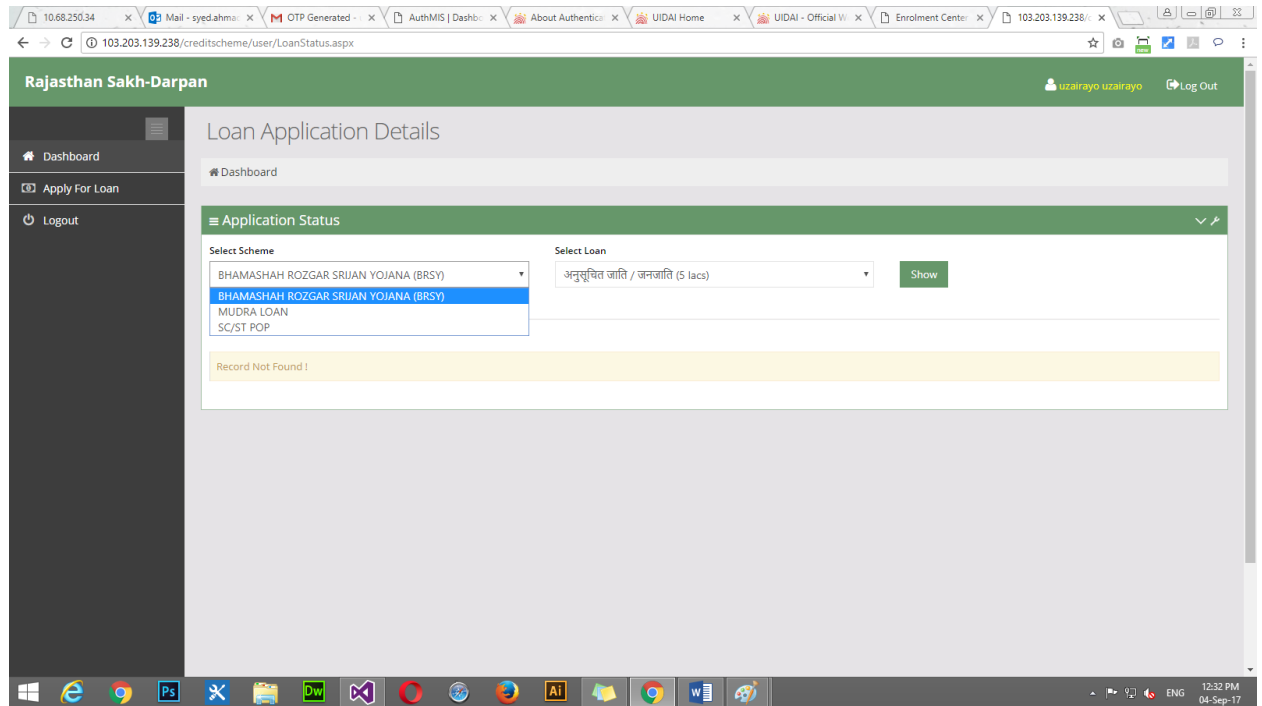 10.68.250.34
Mail - syed.ahma
M OTP Generated -
AuthMIS | Dashbo
About Authentica
UIDAI Home
UIDAI - Official W
Enrolment Center
103.203.139.238/c
103.203.139.238/creditscheme/user/LoanStatus.aspx
new
Rajasthan Sakh-Darpan
uzairayo uzairayo
Log Out
Loan Application Details
Dashboard
Dashboard
Apply For Loan
Logout
Application Status
Select Scheme
Select Loan
BHAMASHAH ROZGAR SRIJAN YOJANA (BRSY)
अनुसूचित जाति / जनजाति (5 lacs)
Show
BHAMASHAH ROZGAR SRIJAN YOJANA (BRSY)
MUDRA LOAN
SC/ST POP
Record Not Found !
Ps
Dw
Ai
ENG
12:32 PM
04-Sep-17